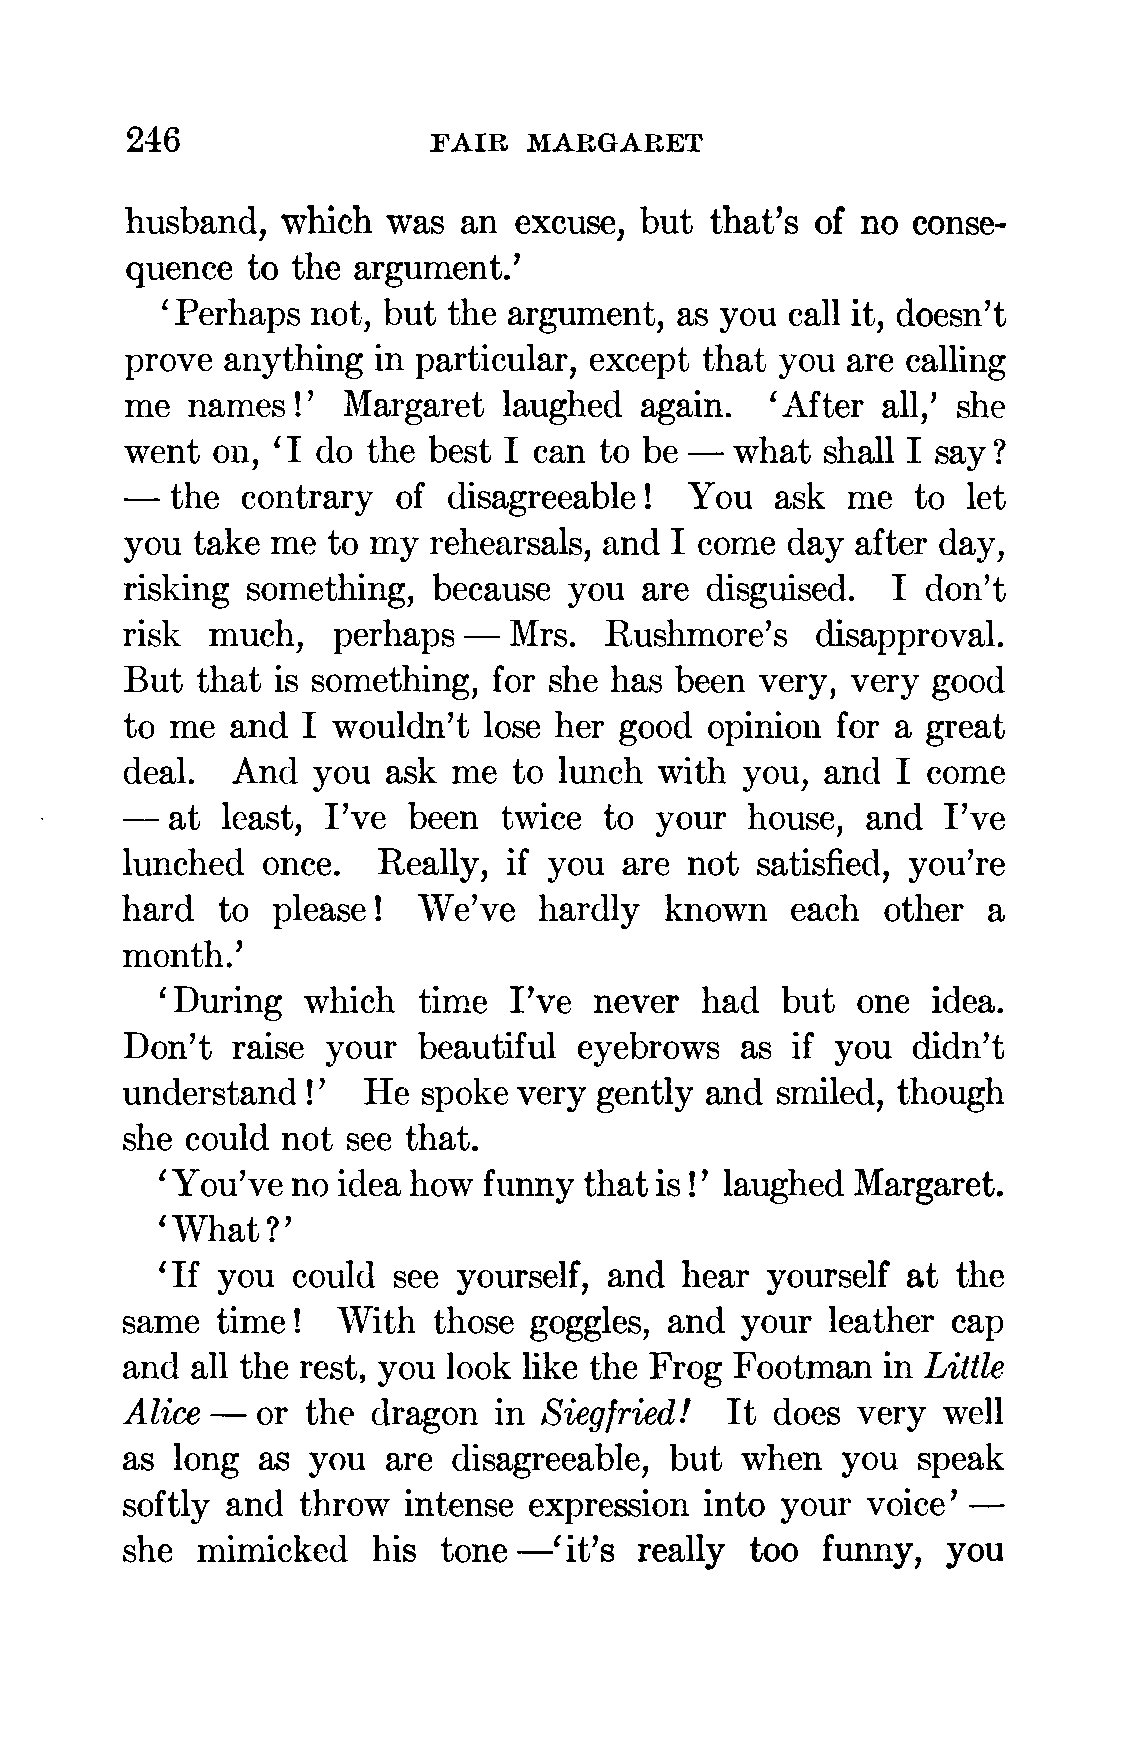 246 FAIR MARGARET
husband, which was an excuse, but that's of no conse-
quence to the argument.'
'Perhaps not, but the argument, as you call it, doesn't
prove anything in particular, except that you are calling
me names!' Margaret laughed again. 'After all,' she
went on, 'I do the best I can to be — what shall I say?
— the contrary of disagreeable! You ask me to let
you take me to my rehearsals, and I come day after day,
risking something, because you are disguised. I don't
risk much, perhaps — Mrs. Rushmore's disapproval.
But that is something, for she has been very, very good
to me and I wouldn't lose her good opinion for a great
deal. And you ask me to lunch with you, and I come
— at least, I've been twice to your house, and I've
lunched once. Really, if you are not satisfied, you're
hard to please! We've hardly known each other a
month.'
'During which time I've never had but one idea.
Don't raise your beautiful eyebrows as if you didn't
understand!' He spoke very gently and smiled, though
she could not see that.
'You've no idea how funny that is!' laughed Margaret.
'What?'
'If you could see yourself, and hear yourself at the
same time! With those goggles, and your leather cap
and all the rest, you look like the Frog Footman in Little
Alice — or the dragon in Siegfried! It does very well
as long as you are disagreeable, but when you speak
softly and throw intense expression into your voice' —
she mimicked his tone —'it's really too funny, you